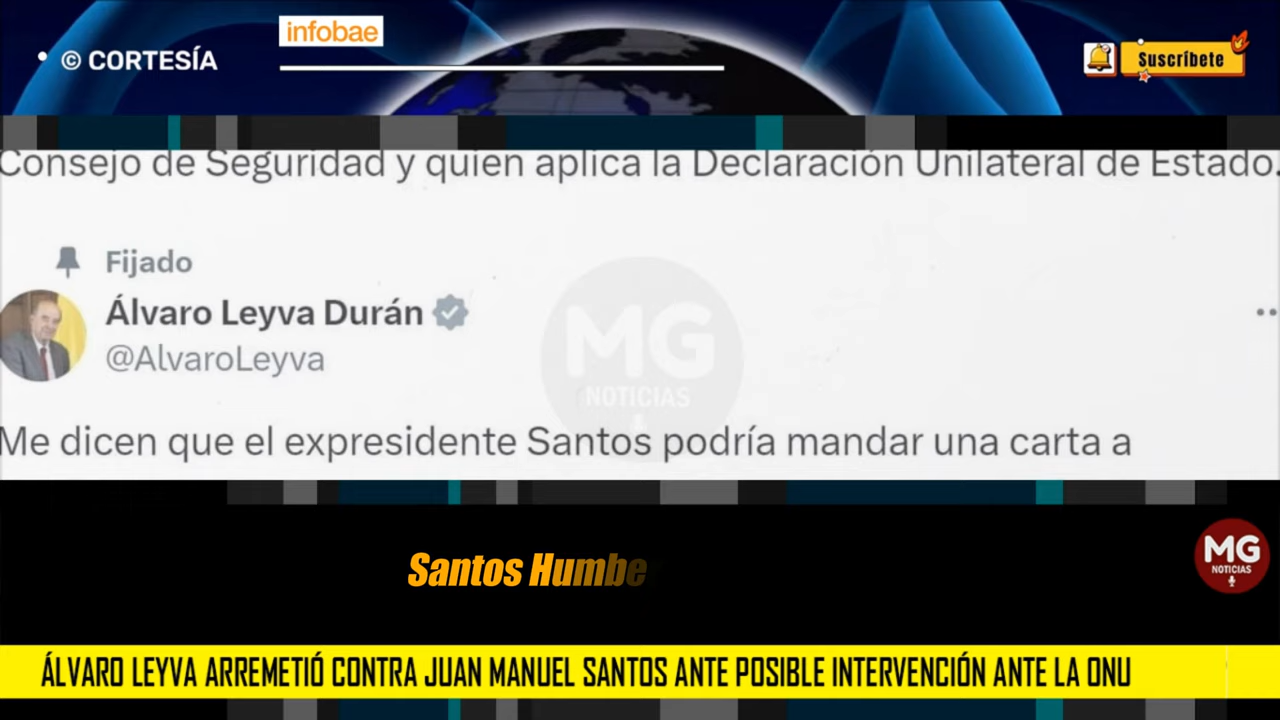 infobae
© CORTESÍA
Suscríbete
Consejo de Seguridad y quien aplica la Declaración Unilateral de Estado.
Fijado
Álvaro Leyva Durán
@AlvaroLeyva
MG
NOTICIAS
Me dicen que el expresidente Santos podría mandar una carta a
Santos Humbe
MG
NOTICIAS
ÁLVARO LEYVA ARREMETIÓ CONTRA JUAN MANUEL SANTOS ANTE POSIBLE INTERVENCIÓN ANTE LA ONU